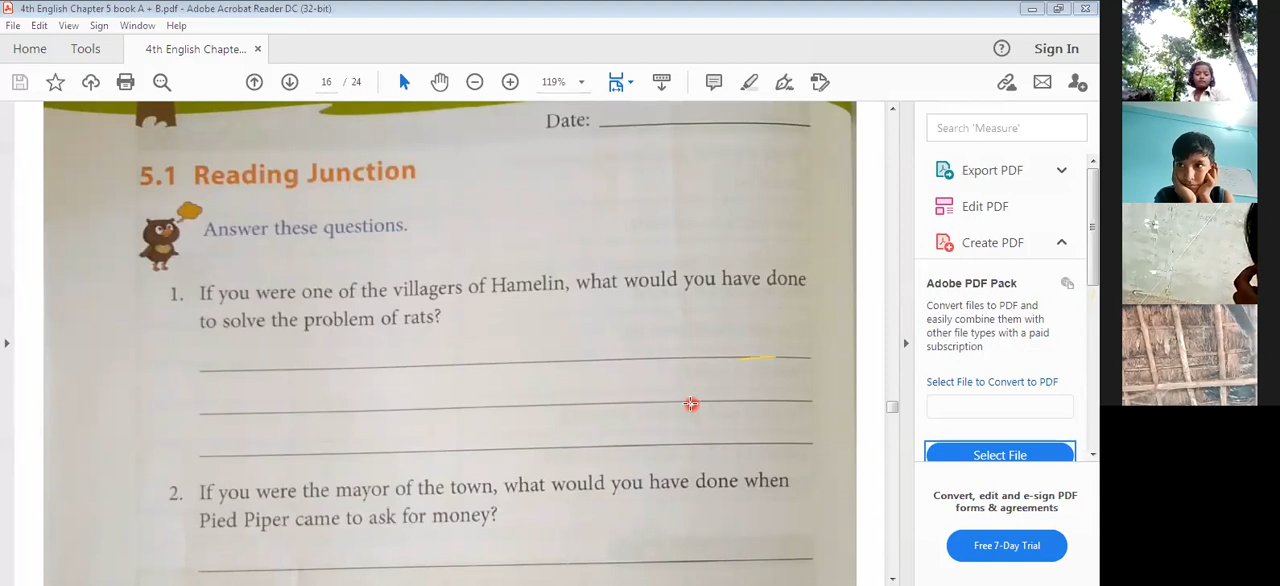 4th English Chapter 5 book A + B.pdf - Adobe Acrobat Reader DC (32-bit)
File Edit View Sign Window Help
Home Tools 4th English Chapte... ×
Sign In
16 / 24
119%
Date:
5.1 Reading Junction
Answer these questions.
1. If you were one of the villagers of Hamelin, what would you have done
to solve the problem of rats?
2. If you were the mayor of the town, what would you have done when
Pied Piper came to ask for money?
Search 'Measure'
Export PDF
Edit PDF
Create PDF
Adobe PDF Pack
Convert files to PDF and
easily combine them with
other file types with a paid
subscription
Select File to Convert to PDF
Select File
Convert, edit and e-sign PDF
forms & agreements
Free 7-Day Trial